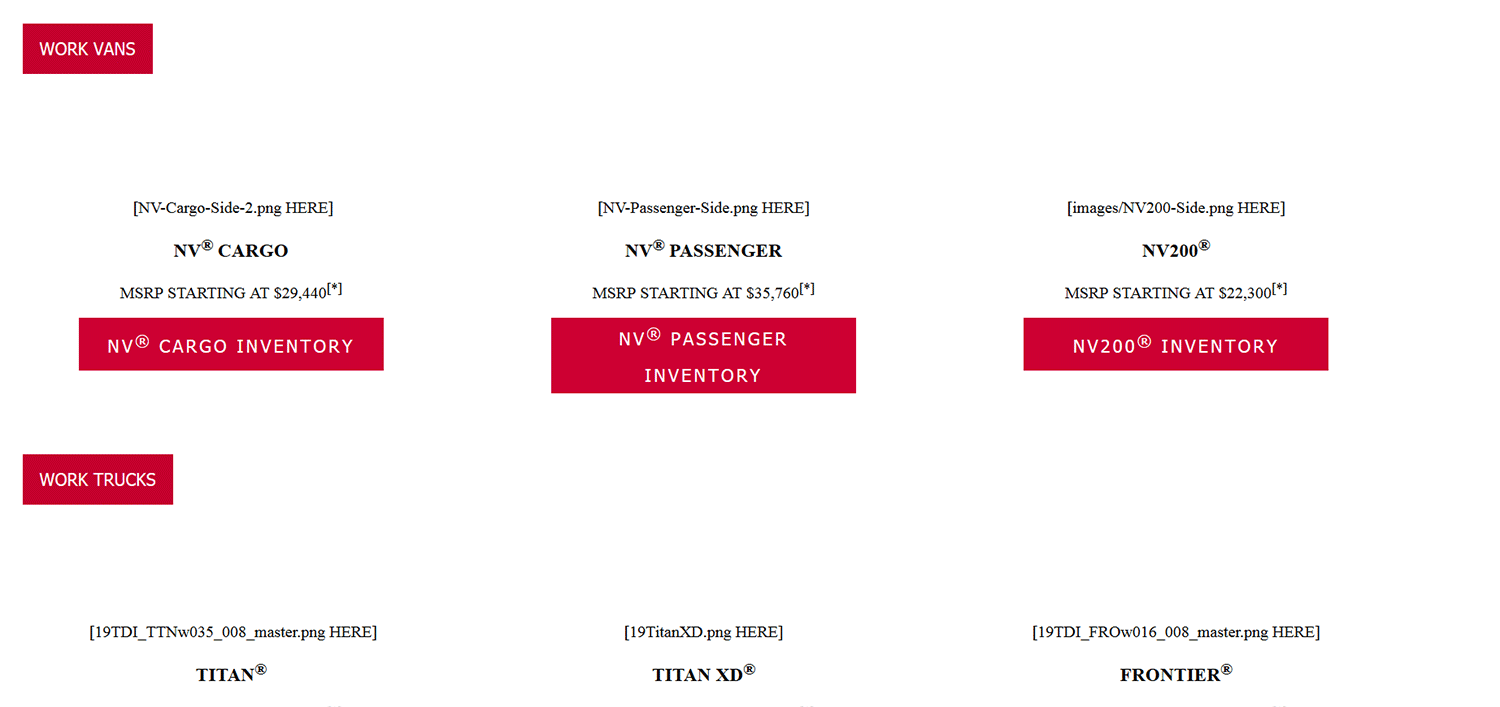 WORK VANS
[NV-Cargo-Side-2.png HERE]
[NV-Passenger-Side.png HERE]
[images/NV200-Side.png HERE]
NV® CARGO
NV® PASSENGER
NV200®
MSRP STARTING AT $29,440[*]
MSRP STARTING AT $35,760[*]
MSRP STARTING AT $22,300[*]
NV® CARGO INVENTORY
NV® PASSENGER
INVENTORY
NV200® INVENTORY
WORK TRUCKS
[19TDI_TTNw035_008_master.png HERE]
[19TitanXD.png HERE]
[19TDI_FROw016_008_master.png HERE]
TITAN®
TITAN XD®
FRONTIER®